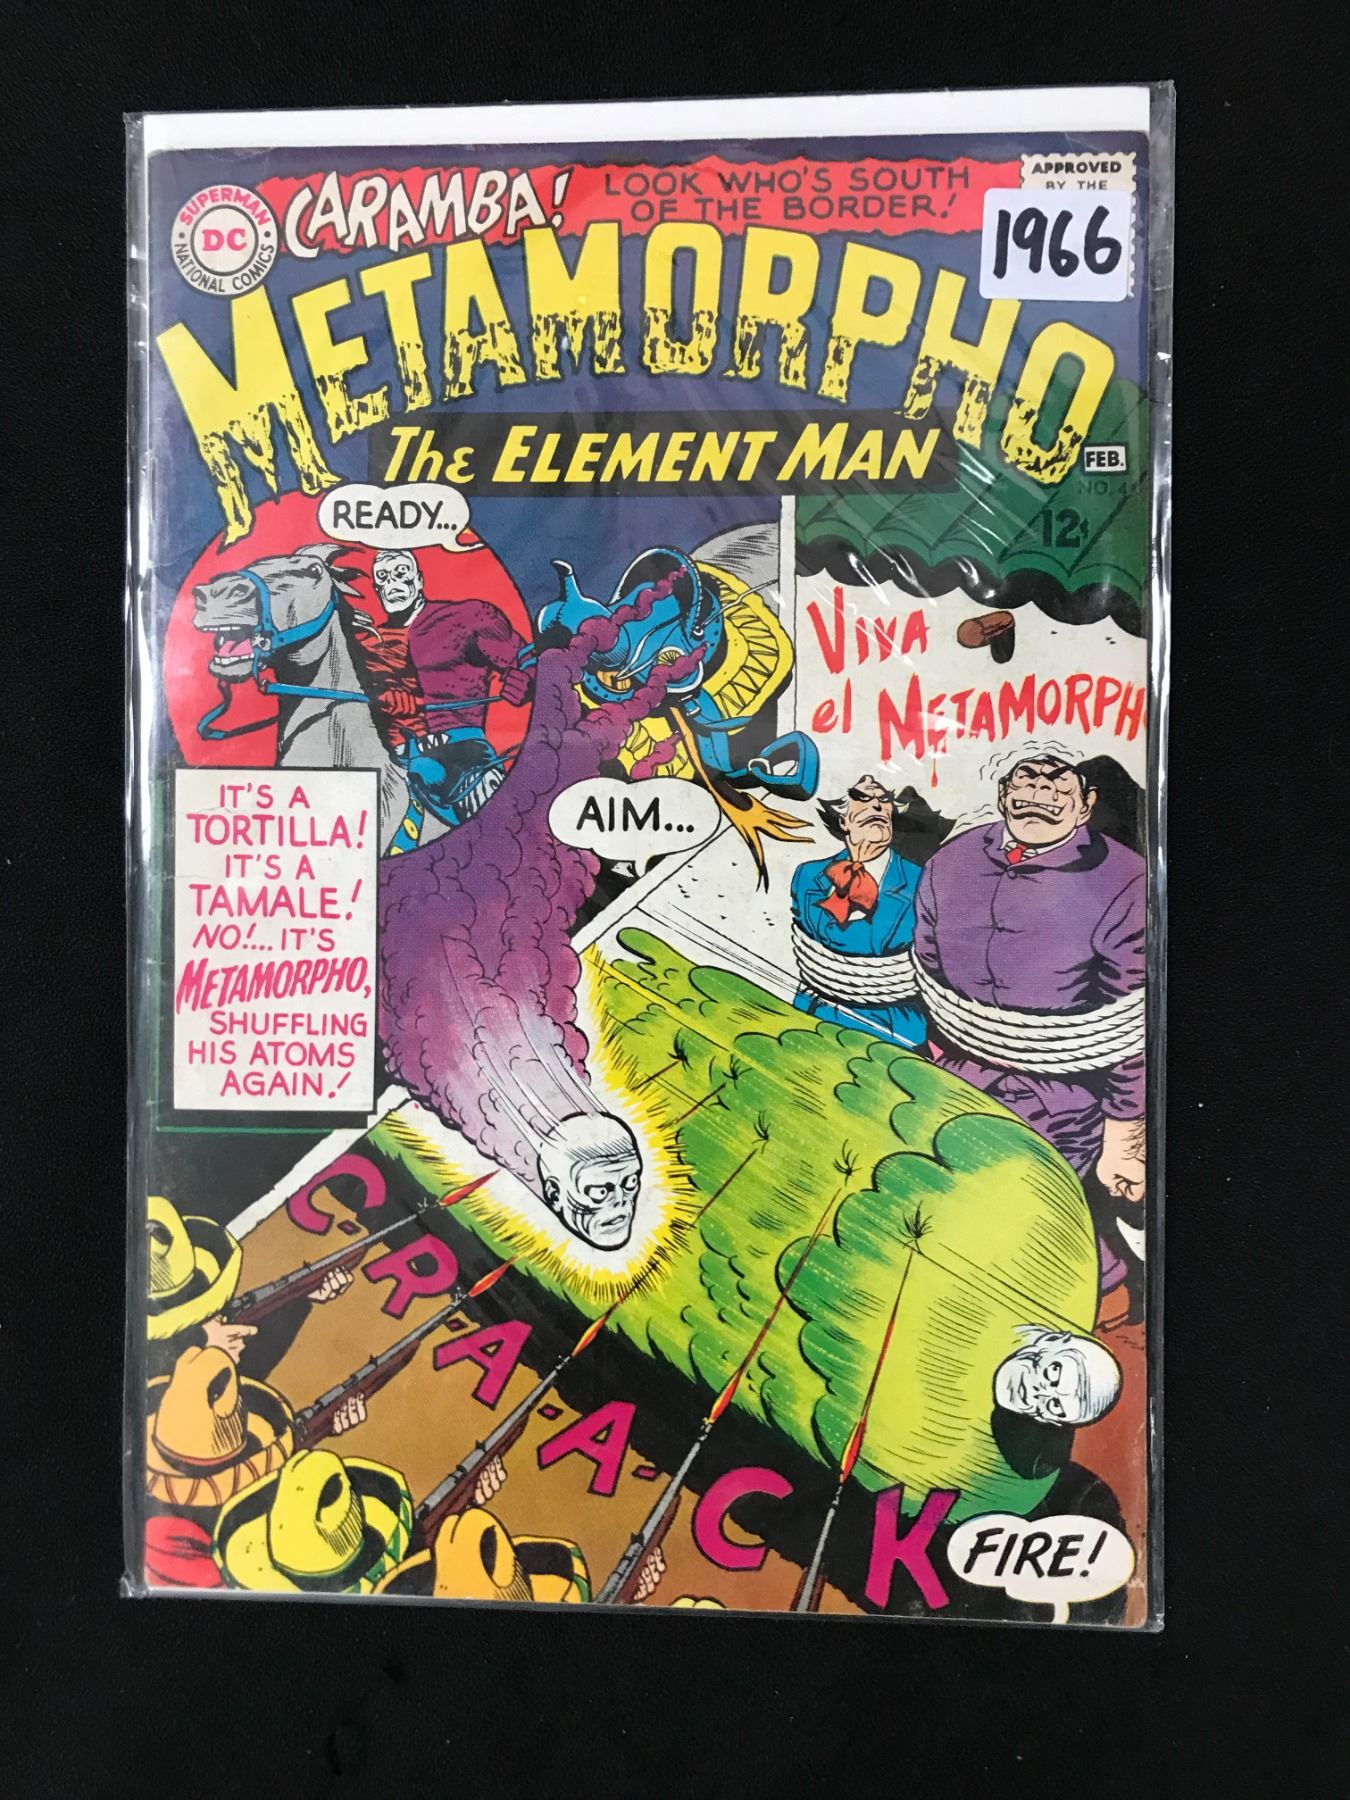 CARAMBA!
LOOK WHO'S SOUTH
OF THE BORDER!
APPROVED
BY THE
1966
SUPERMAN
DC
NATIONAL COMICS
METAMORPHO
The ELEMENT MAN
FEB.
NO. 4
12¢
READY...
VIVA
el METAMORPH
AIM...
IT'S A
TORTILLA!
IT'S A
TAMALE!
NO!... IT'S
METAMORPHO,
SHUFFLING
HIS ATOMS
AGAIN!
C-R-A-A-C K
FIRE!